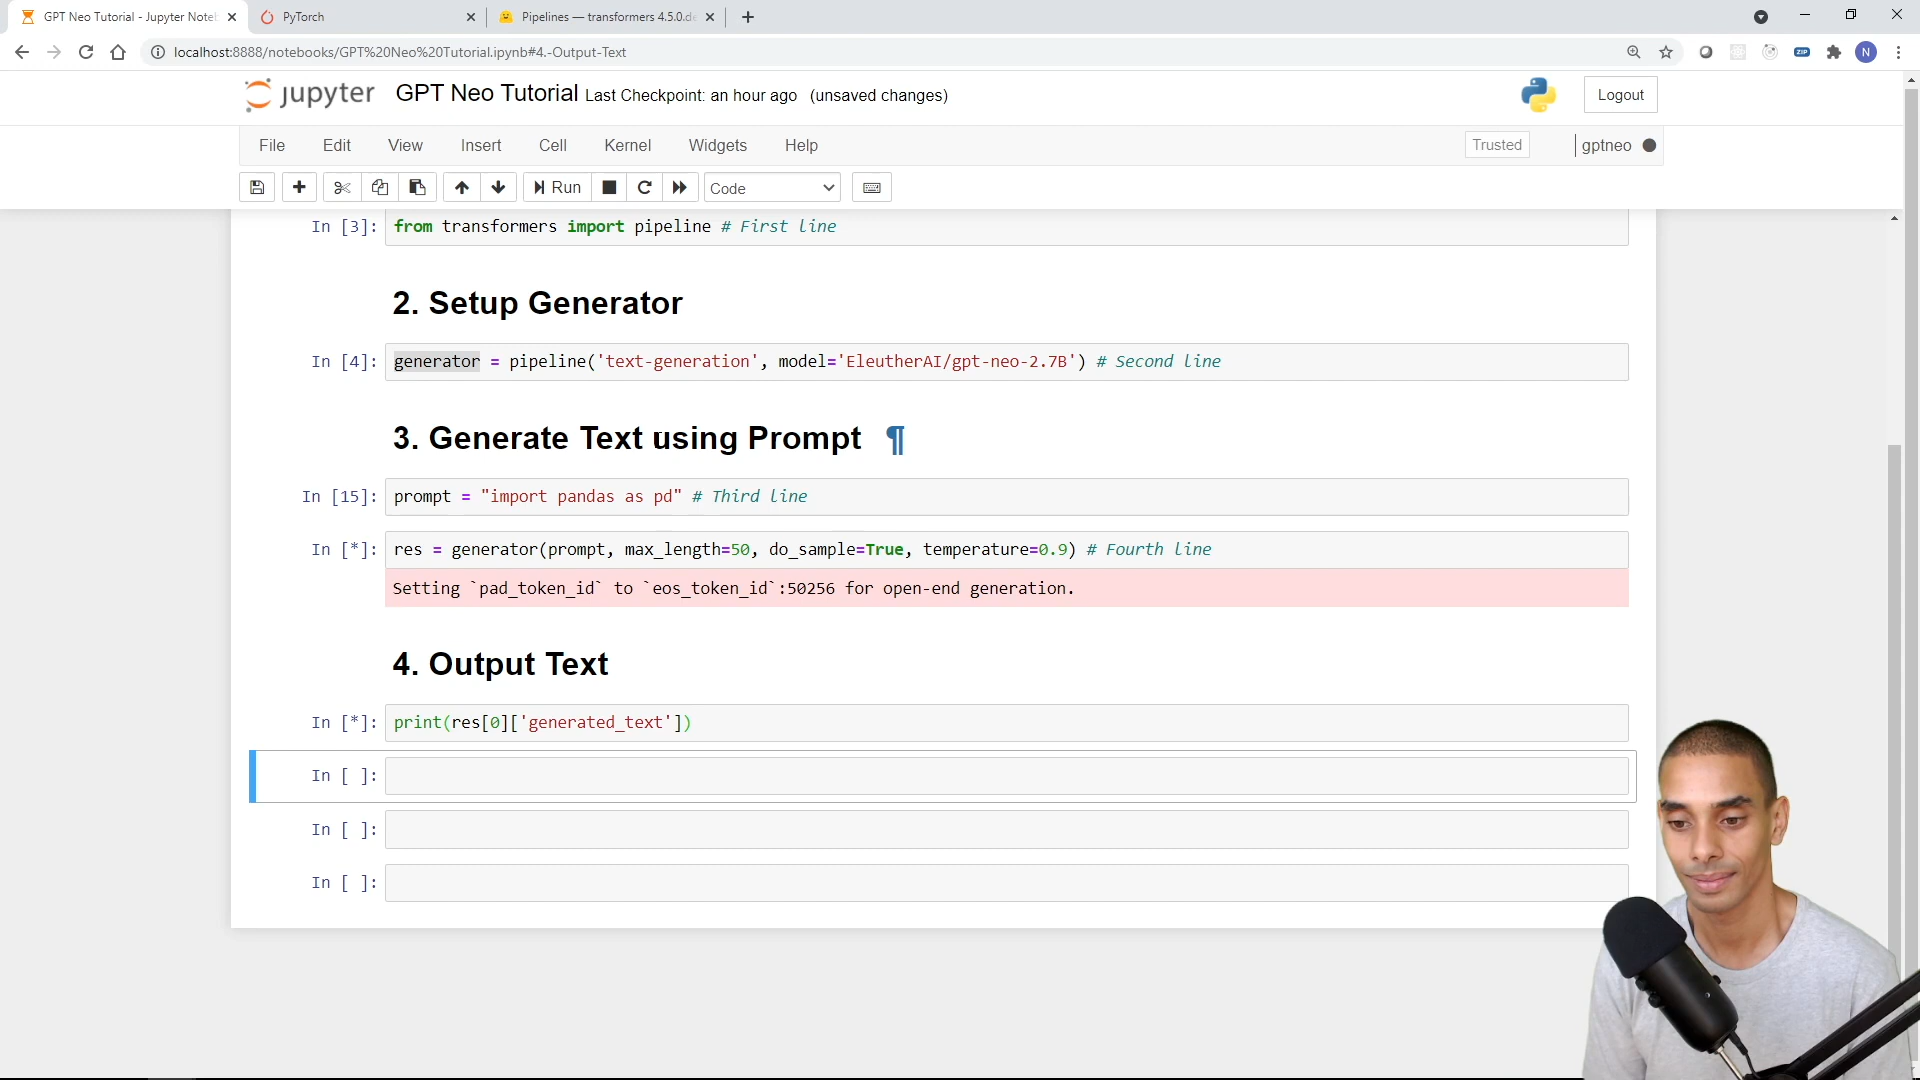 GPT Neo Tutorial - Jupyter Note
PyTorch
Pipelines — transformers 4.5.0.de
localhost:8888/notebooks/GPT%20Neo%20Tutorial.ipynb#4.-Output-Text
ZIP
N
jupyter GPT Neo Tutorial Last Checkpoint: an hour ago (unsaved changes)
Logout
File Edit View Insert Cell Kernel Widgets Help
Trusted
gptneo
Run
Code
In [3]: from transformers import pipeline # First line
2. Setup Generator
In [4]: generator = pipeline('text-generation', model='EleutherAI/gpt-neo-2.7B') # Second line
3. Generate Text using Prompt ¶
In [15]: prompt = "import pandas as pd" # Third line
In [*]: res = generator(prompt, max_length=50, do_sample=True, temperature=0.9) # Fourth line
Setting `pad_token_id` to `eos_token_id`:50256 for open-end generation.
4. Output Text
In [*]: print(res[0]['generated_text'])
In [ ]:
In [ ]:
In [ ]: